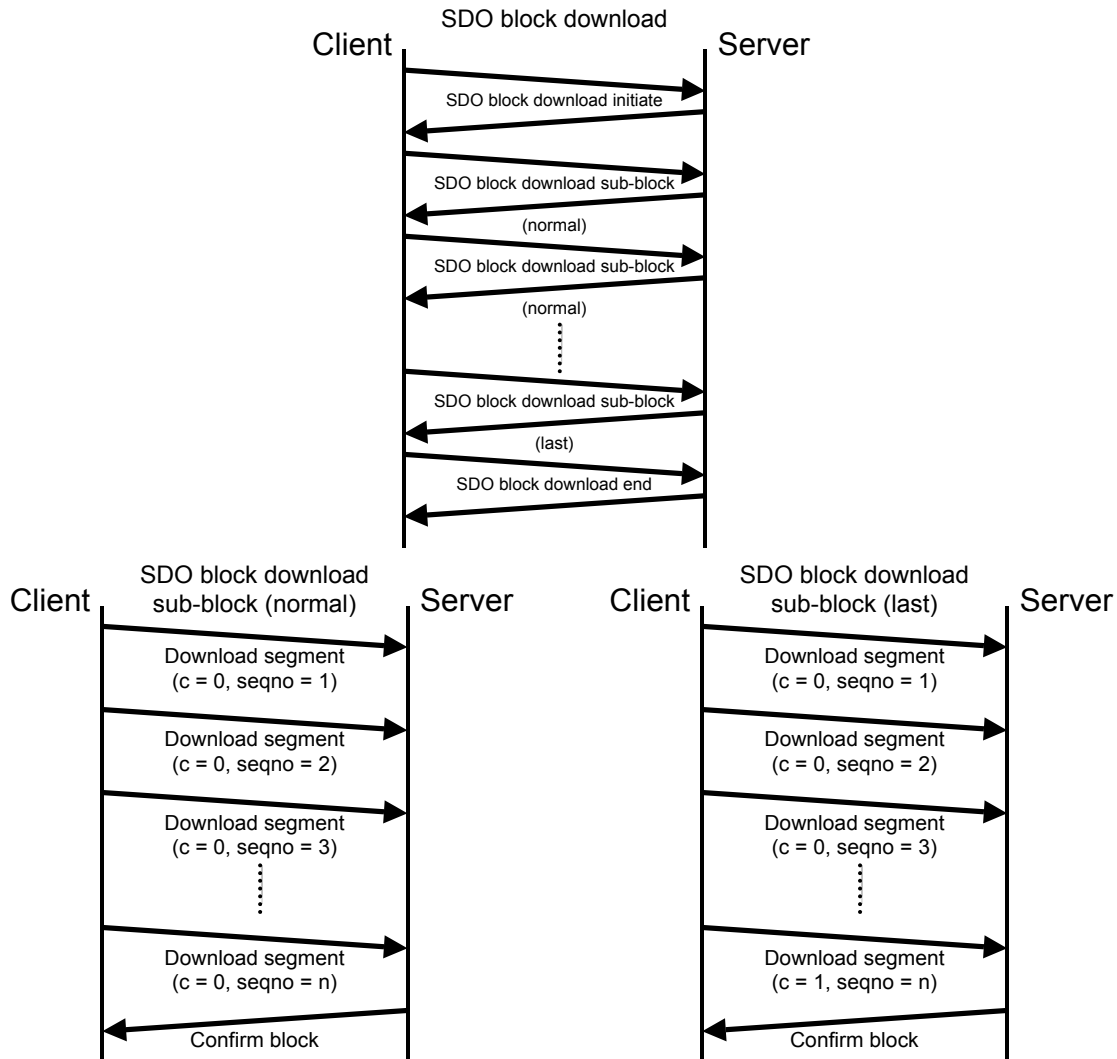 SDO block download
Client
Server
SDO block download initiate
SDO block download sub-block
(normal)
SDO block download sub-block
(normal)
SDO block download sub-block
(last)
SDO block download end
SDO block download
sub-block (normal)
Client
Server
Download segment
(c = 0, seqno = 1)
Download segment
(c = 0, seqno = 2)
Download segment
(c = 0, seqno = 3)
Download segment
(c = 0, seqno = n)
Confirm block
SDO block download
sub-block (last)
Client
Server
Download segment
(c = 0, seqno = 1)
Download segment
(c = 0, seqno = 2)
Download segment
(c = 0, seqno = 3)
Download segment
(c = 1, seqno = n)
Confirm block